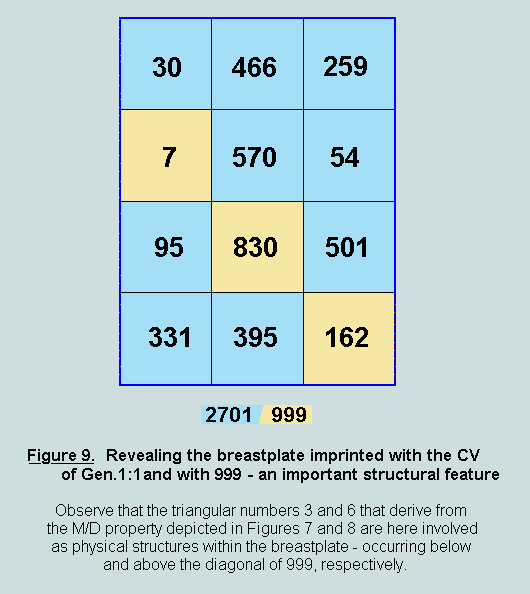 30 466 259
7 570 54
95 830 501
331 395 162
2701 999
Figure 9. Revealing the breastplate imprinted with the CV
of Gen.1:1and with 999 - an important structural feature
Observe that the triangular numbers 3 and 6 that derive from
the M/D property depicted in Figures 7 and 8 are here involved
as physical structures within the breastplate - occurring below
and above the diagonal of 999, respectively.